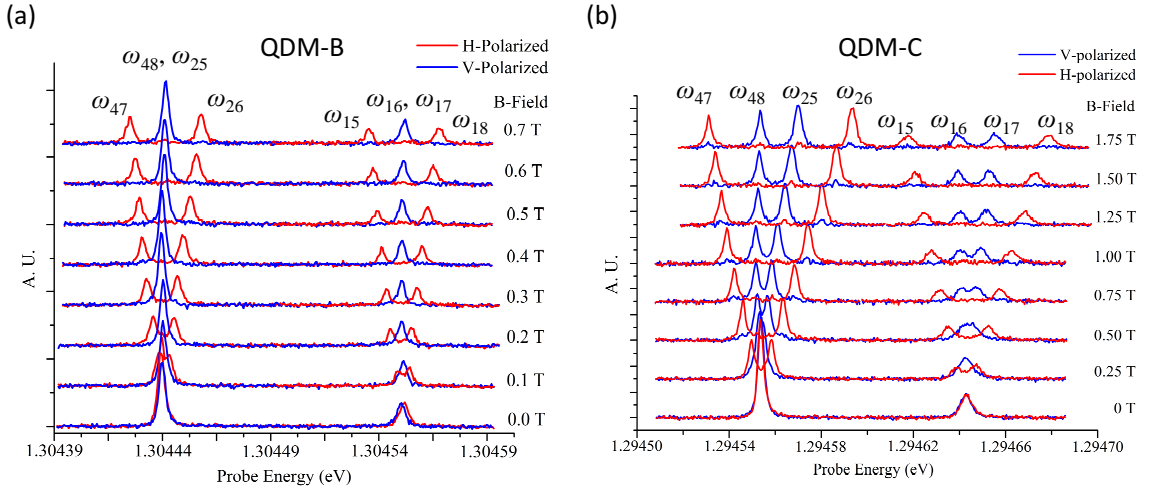 (a)
QDM-B
H-Polarized
V-Polarized
ω48, ω25
ω47
ω26
ω15
ω16, ω17
ω18
B-Field
0.7 T
0.6 T
0.5 T
0.4 T
0.3 T
0.2 T
0.1 T
0.0 T
A. U.
1.30439 1.30444 1.30449 1.30454 1.30459
Probe Energy (eV)
(b)
QDM-C
V-polarized
H-polarized
ω47 ω48 ω25 ω26
ω15 ω16 ω17 ω18
B-Field
1.75 T
1.50 T
1.25 T
1.00 T
0.75 T
0.50 T
0.25 T
0 T
A. U.
1.29450 1.29454 1.29458 1.29462 1.29466 1.29470
Probe Energy (eV)